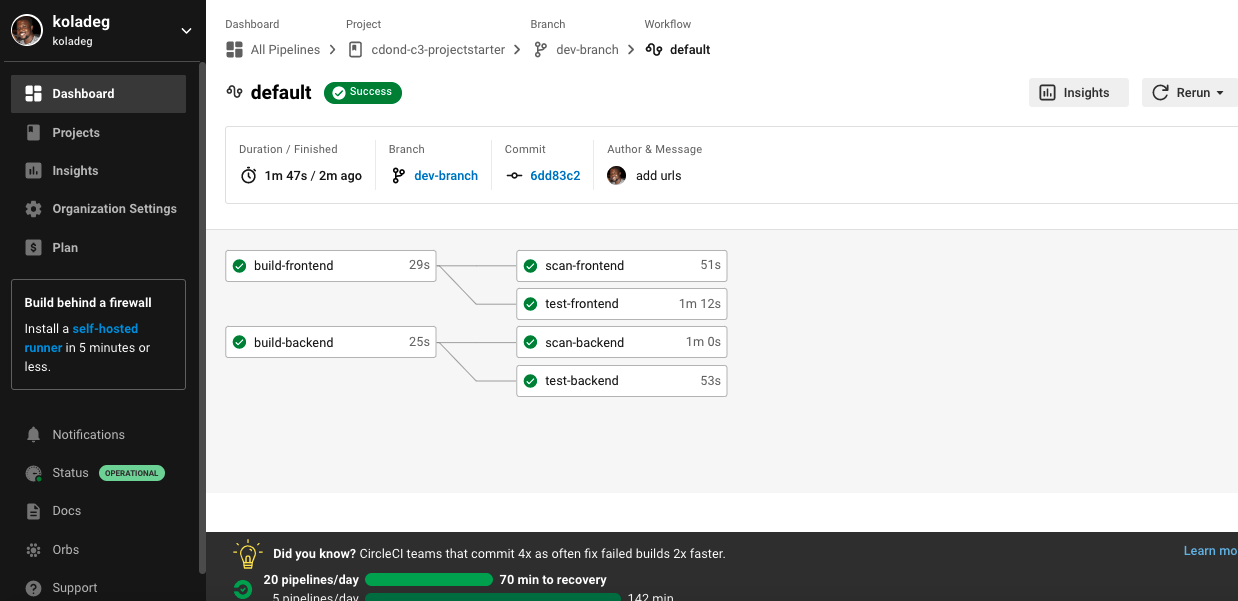 koladeg
koladeg
Dashboard
Projects
Insights
Organization Settings
Plan
Build behind a firewall
Install a self-hosted
runner in 5 minutes or
less.
Notifications
Status OPERATIONAL
Docs
Orbs
Support
Dashboard Project Branch Workflow
All Pipelines cdond-c3-projectstarter dev-branch default
default Success
Insights Rerun
Duration / Finished Branch Commit Author & Message
1m 47s / 2m ago dev-branch 6dd83c2 add urls
build-frontend 29s scan-frontend 51s
test-frontend 1m 12s
build-backend 25s scan-backend 1m 0s
test-backend 53s
Did you know? CircleCI teams that commit 4x as often fix failed builds 2x faster. Learn mo
20 pipelines/day 70 min to recovery
5 pipelines/day 142 min